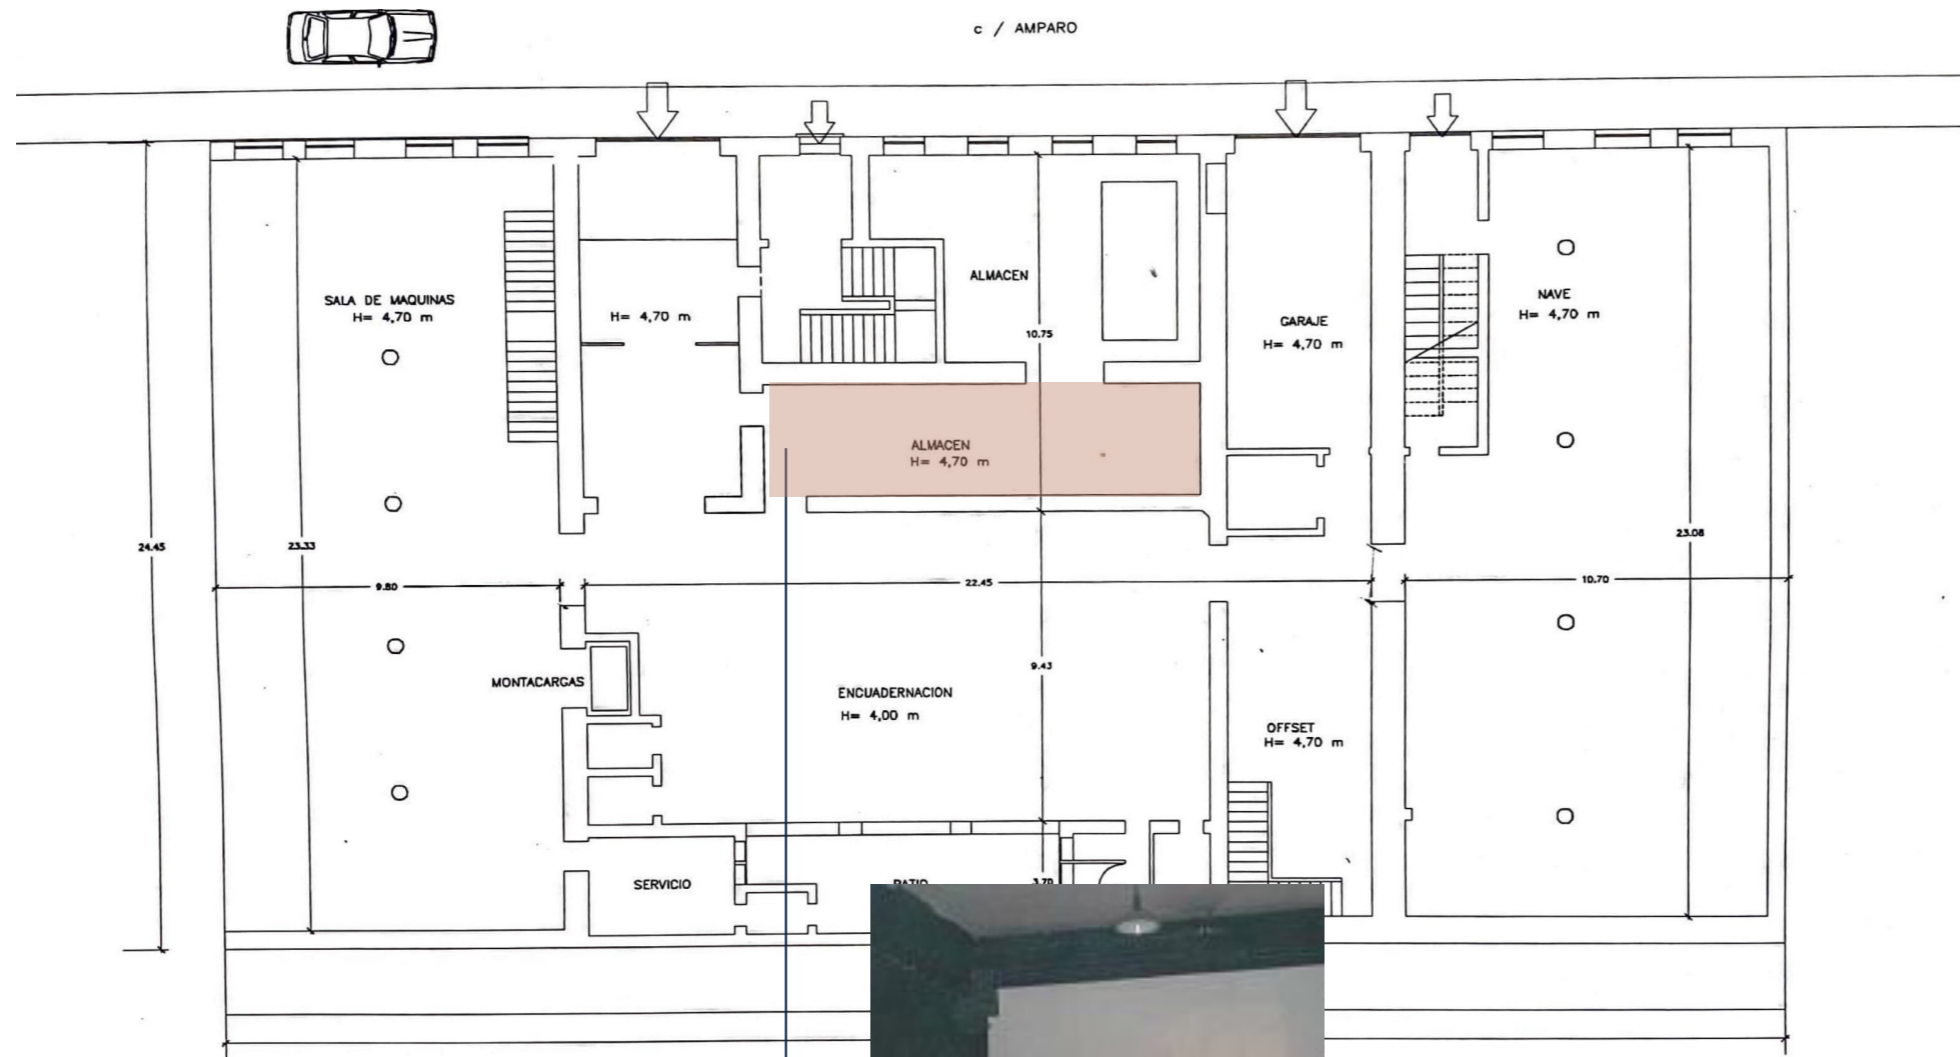 c / AMPARO
SALA DE MAQUINAS
H= 4,70 m
H= 4,70 m
ALMACEN
10.75
GARAJE
H= 4,70 m
NAVE
H= 4,70 m
ALMACEN
H= 4,70 m
24.45
23.33
23.08
9.80
22.45
10.70
9.43
MONTACARGAS
ENCUADERNACION
H= 4,00 m
OFFSET
H= 4,70 m
SERVICIO
PATIO
3.70